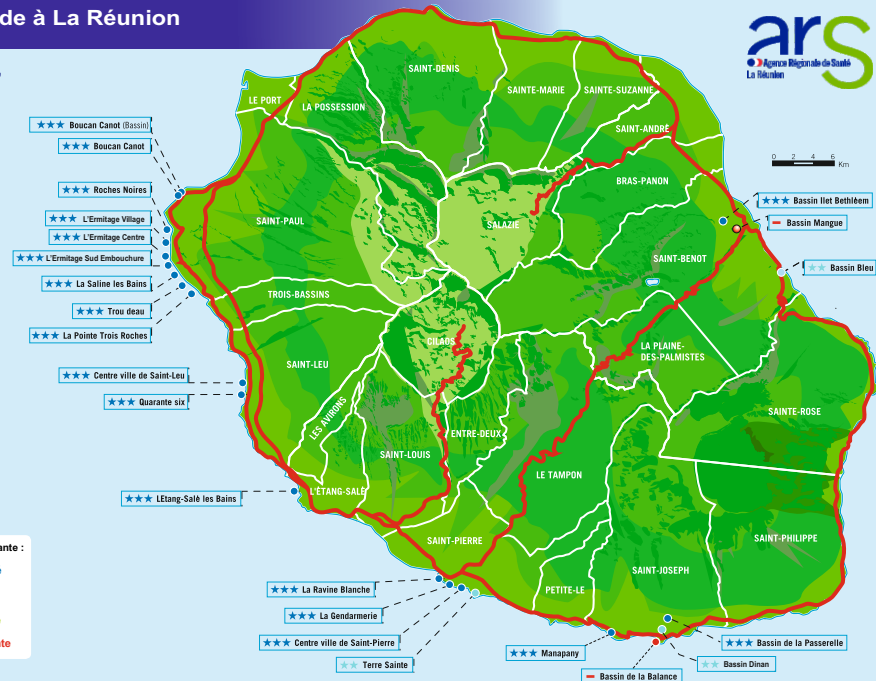 de à La Réunion
ars
Agence Régionale de Santé
La Réunion
0 2 4 6 Km
SAINT-DENIS
SAINTE-MARIE
SAINTE-SUZANNE
LE PORT
LA POSSESSION
SAINT-ANDRÉ
BRAS-PANON
SAINT-PAUL
SALAZIE
SAINT-BENOT
TROIS-BASSINS
CILAOS
LA PLAINE-
DES-PALMISTES
SAINT-LEU
LES AVIRONS
SAINTE-ROSE
ENTRE-DEUX
SAINT-LOUIS
LE TAMPON
L'ÉTANG-SALÉ
SAINT-PIERRE
SAINT-PHILIPPE
SAINT-JOSEPH
PETITE-LE
★★★ Boucan Canot (Bassin)
★★★ Boucan Canot
★★★ Roches Noires
★★★ L'Ermitage Village
★★★ L'Ermitage Centre
★★★ L'Ermitage Sud Embouchure
★★★ La Saline les Bains
★★★ Trou deau
★★★ La Pointe Trois Roches
★★★ Centre ville de Saint-Leu
★★★ Quarante six
★★★ LEtang-Salè les Bains
★★★ La Ravine Blanche
★★★ La Gendarmerie
★★★ Centre ville de Saint-Pierre
★★ Terre Sainte
★★★ Manapany
Bassin de la Balance
★★ Bassin Dinan
★★★ Bassin de la Passerelle
★★★ Bassin Ilet Bethlèem
Bassin Mangue
★★ Bassin Bleu
ante :
nte